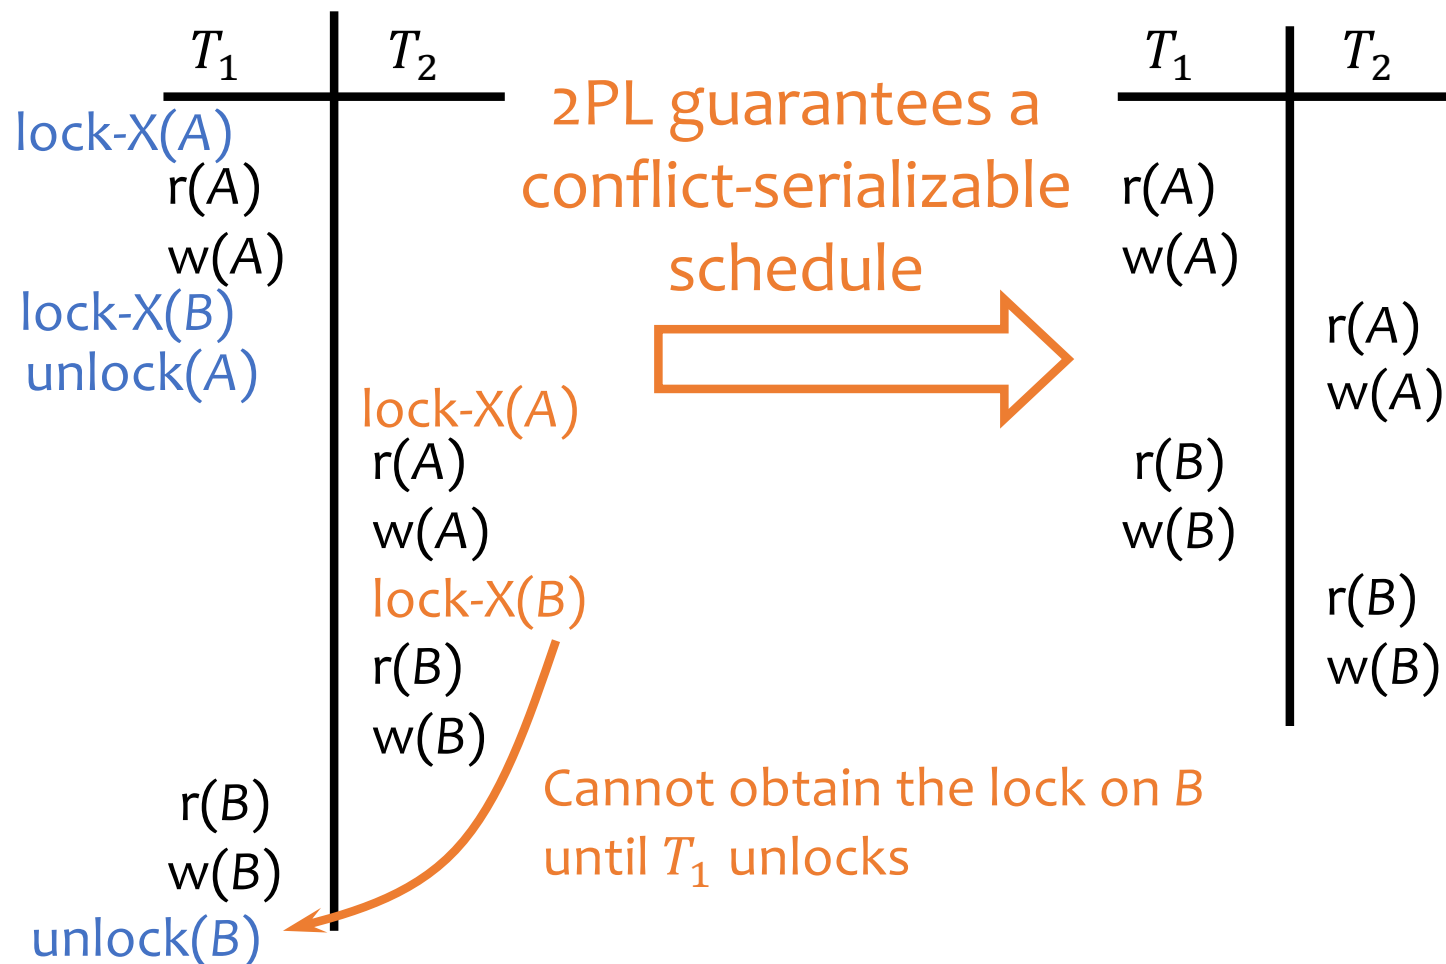 T₁
T₂
lock-X(A)
r(A)
w(A)
lock-X(B)
unlock(A)
lock-X(A)
r(A)
w(A)
lock-X(B)
r(B)
w(B)
r(B)
w(B)
unlock(B)
2PL guarantees a
conflict-serializable
schedule
Cannot obtain the lock on B
until T₁ unlocks
T₁
T₂
r(A)
w(A)
r(A)
w(A)
r(B)
w(B)
r(B)
w(B)